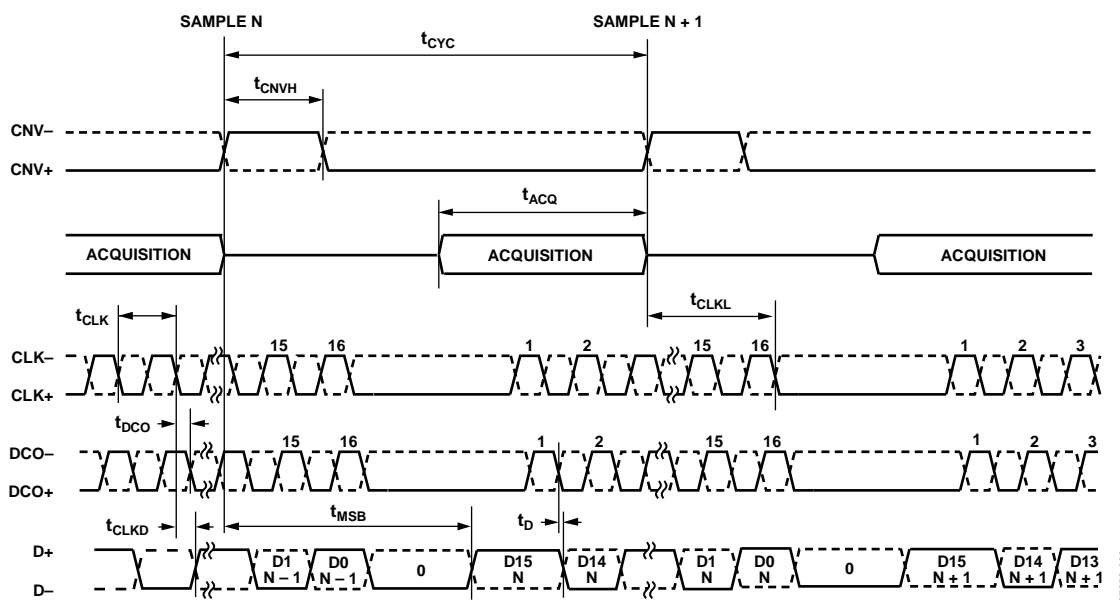 SAMPLE N SAMPLE N + 1
tCYC
tCNVH
CNV–
CNV+
tACQ
ACQUISITION ACQUISITION ACQUISITION
tCLK tCLKL
15 16 1 2 15 16 1 2 3
CLK–
CLK+
tDCO
15 16 1 2 15 16 1 2 3
DCO–
DCO+
tCLKD tMSB tD
D+
D–
D1 N – 1
D0 N – 1
0
D15 N
D14 N
D1 N
D0 N
0
D15 N + 1
D14 N + 1
D13 N + 1